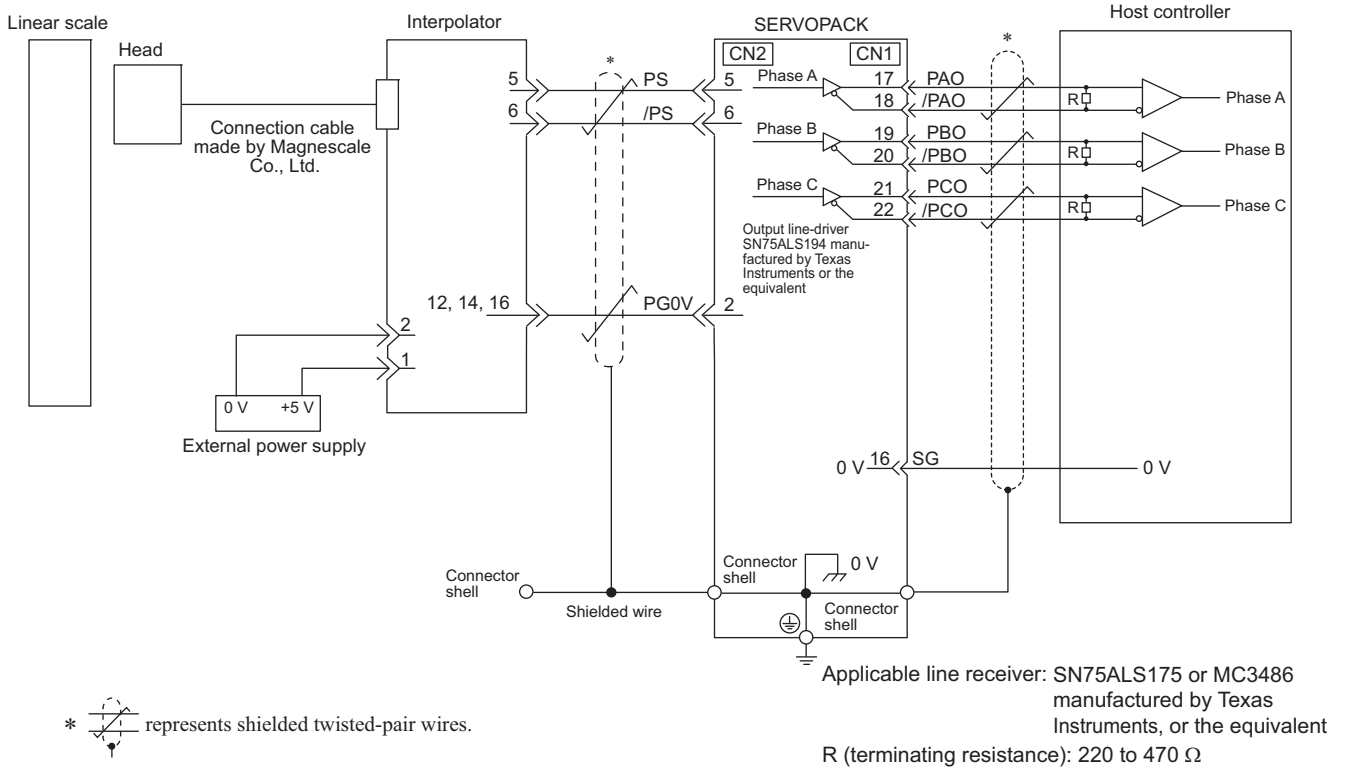 Linear scale
Head
Interpolator
SERVOPACK
Host controller
Connection cable
made by Magnescale
Co., Ltd.
*
5
PS
5
6
/PS
6
12, 14, 16
PG0V
2
2
1
0 V
+5 V
External power supply
CN2
CN1
Phase A
17
PAO
18
/PAO
Phase B
19
PBO
20
/PBO
Phase C
21
PCO
22
/PCO
Output line-driver
SN75ALS194 manu-
factured by Texas
Instruments or the
equivalent
*
R
Phase A
R
Phase B
R
Phase C
0 V
16
SG
0 V
Connector
shell
Shielded wire
Connector
shell
0 V
Connector
shell
Applicable line receiver: SN75ALS175 or MC3486
manufactured by Texas
Instruments, or the equivalent
R (terminating resistance): 220 to 470 Ω
* represents shielded twisted-pair wires.